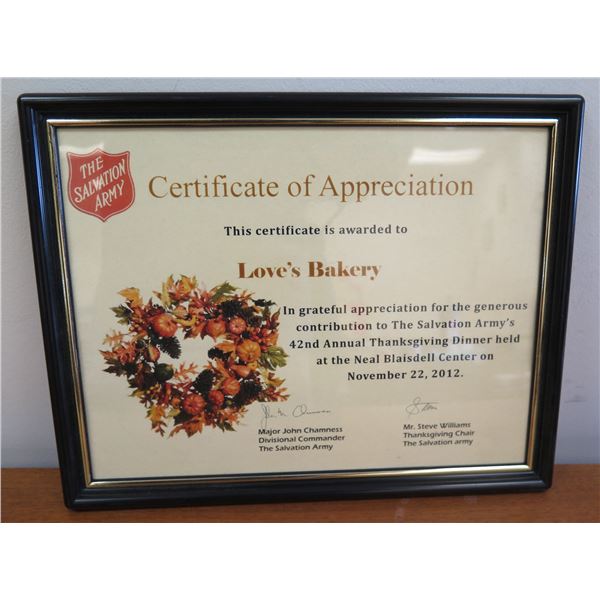 THE
SALVATION
ARMY
Certificate of Appreciation
This certificate is awarded to
Love's Bakery
In grateful appreciation for the generous
contribution to The Salvation Army's
42nd Annual Thanksgiving Dinner held
at the Neal Blaisdell Center on
November 22, 2012.
Major John Chamness
Divisional Commander
The Salvation Army
Mr. Steve Williams
Thanksgiving Chair
The Salvation army